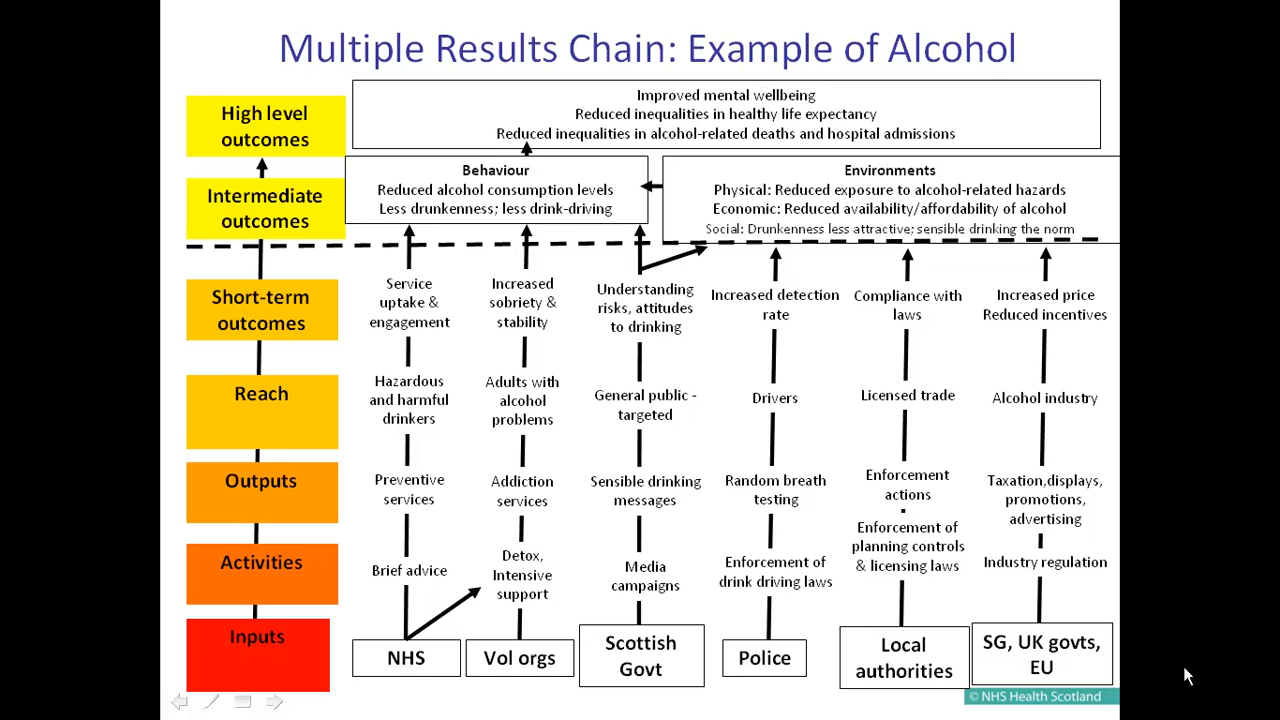 Multiple Results Chain: Example of Alcohol
High level
outcomes
Improved mental wellbeing
Reduced inequalities in healthy life expectancy
Reduced inequalities in alcohol-related deaths and hospital admissions
Intermediate
outcomes
Behaviour
Reduced alcohol consumption levels
Less drunkenness; less drink-driving
Environments
Physical: Reduced exposure to alcohol-related hazards
Economic: Reduced availability/affordability of alcohol
Social: Drunkenness less attractive; sensible drinking the norm
Short-term
outcomes
Service
uptake &
engagement
Increased
sobriety &
stability
Understanding
risks, attitudes
to drinking
Increased detection
rate
Compliance with
laws
Increased price
Reduced incentives
Reach
Hazardous
and harmful
drinkers
Adults with
alcohol
problems
General public -
targeted
Drivers
Licensed trade
Alcohol industry
Outputs
Preventive
services
Addiction
services
Sensible drinking
messages
Random breath
testing
Enforcement
actions
Taxation,displays,
promotions,
advertising
Activities
Brief advice
Detox,
Intensive
support
Media
campaigns
Enforcement of
drink driving laws
Enforcement of
planning controls
& licensing laws
Industry regulation
Inputs
NHS
Vol orgs
Scottish
Govt
Police
Local
authorities
SG, UK govts,
EU
© NHS Health Scotland